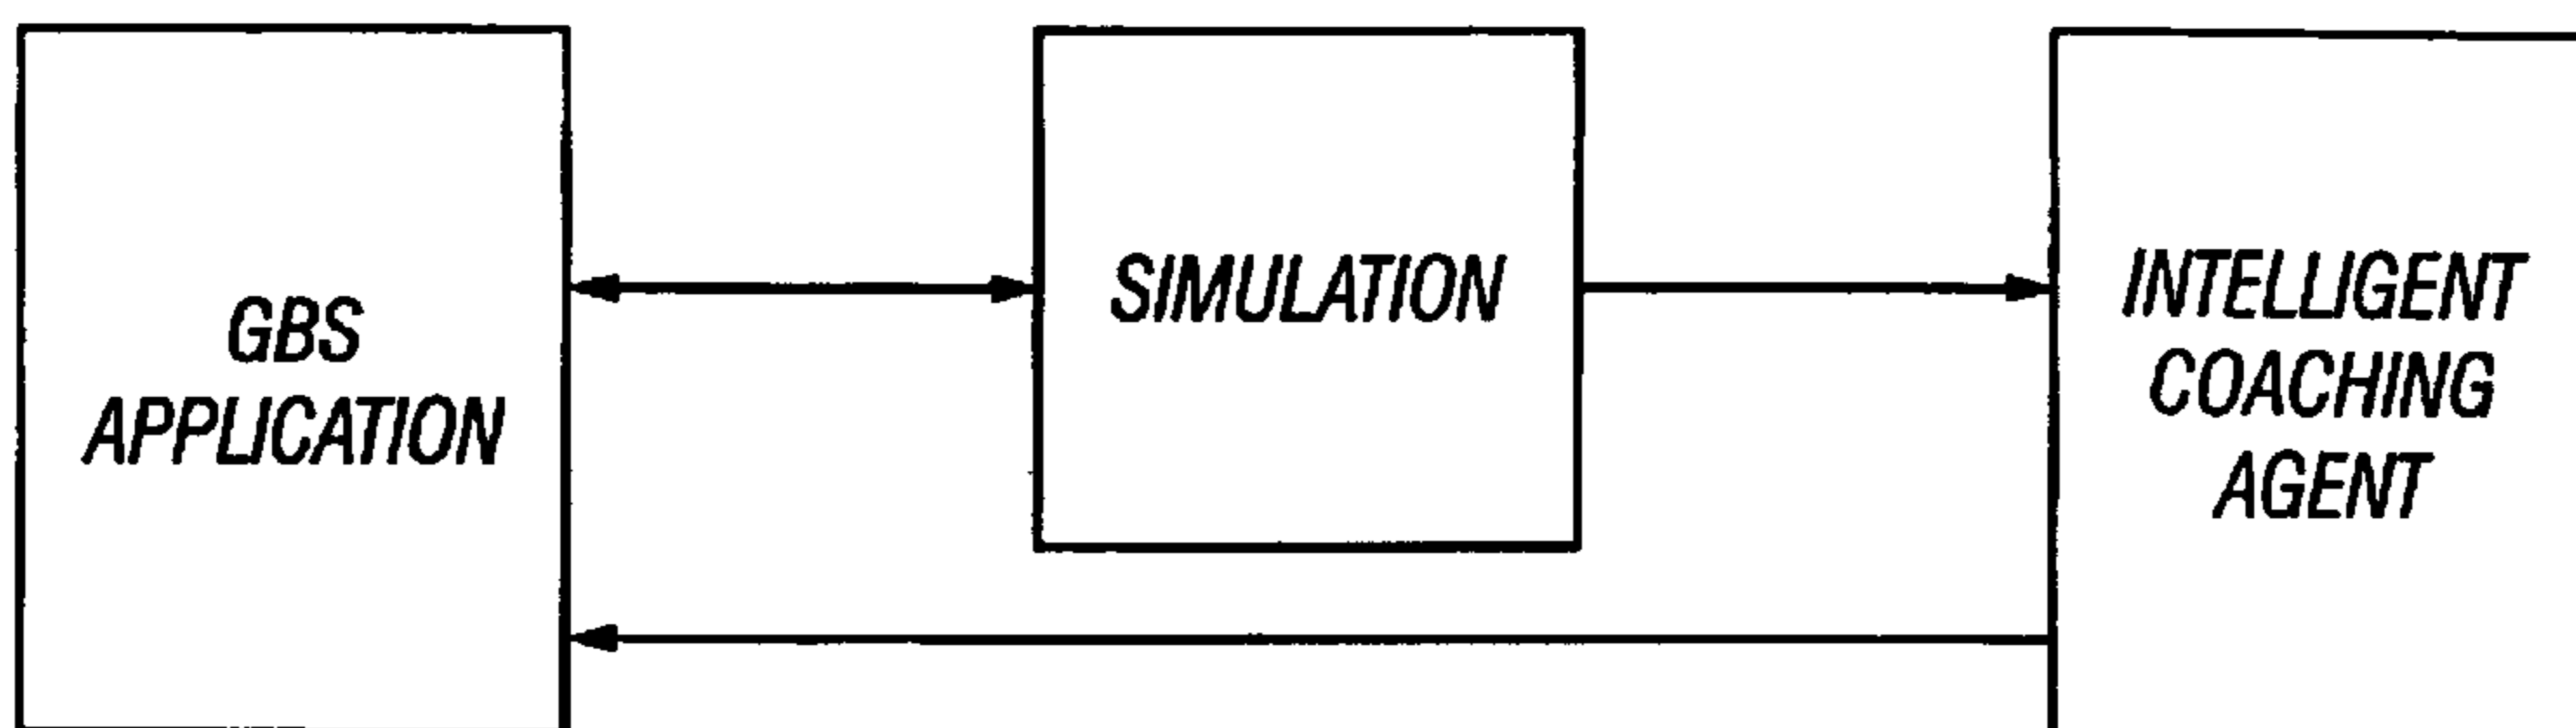 GBS
APPLICATION
SIMULATION
INTELLIGENT
COACHING
AGENT